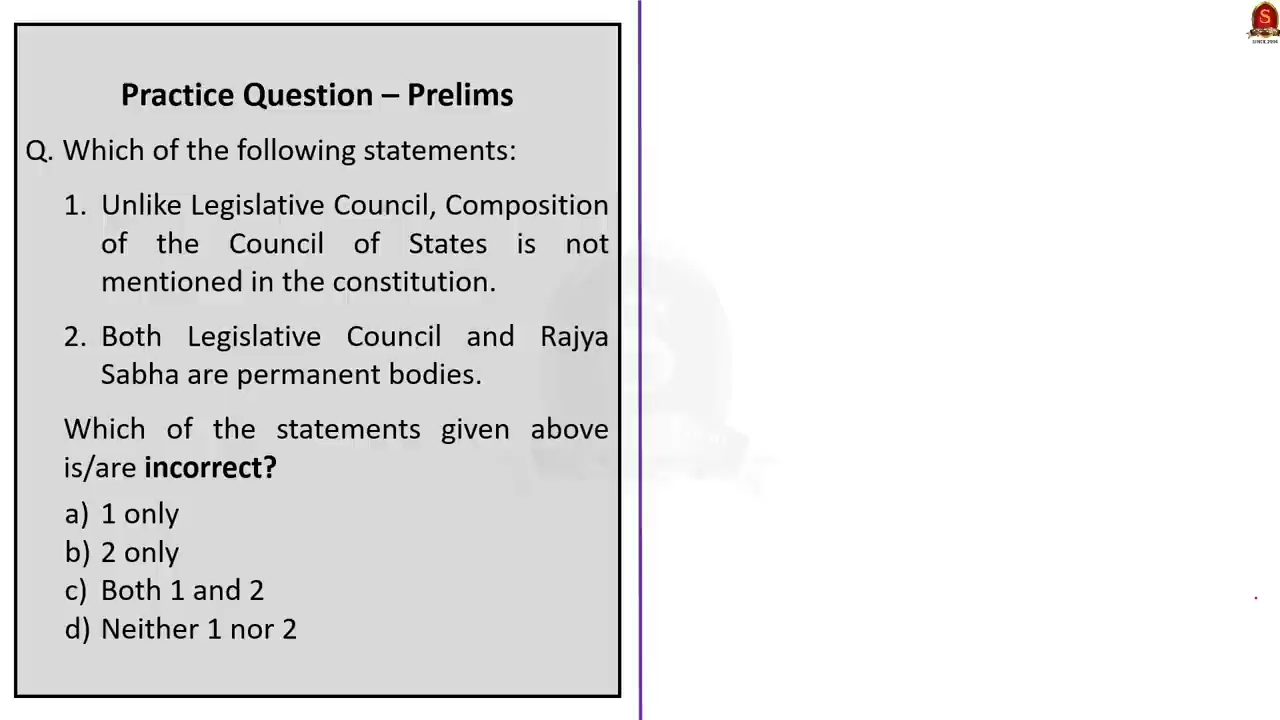 Practice Question – Prelims
Q. Which of the following statements:
1. Unlike Legislative Council, Composition
of the Council of States is not
mentioned in the constitution.
2. Both Legislative Council and Rajya
Sabha are permanent bodies.
Which of the statements given above
is/are incorrect?
a) 1 only
b) 2 only
c) Both 1 and 2
d) Neither 1 nor 2
S
SINCE 2004